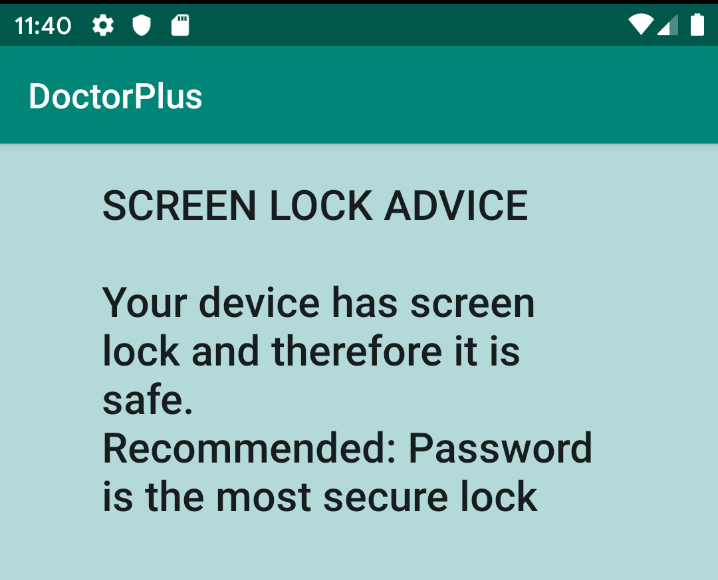 11:40
DoctorPlus
SCREEN LOCK ADVICE
Your device has screen
lock and therefore it is
safe.
Recommended: Password
is the most secure lock